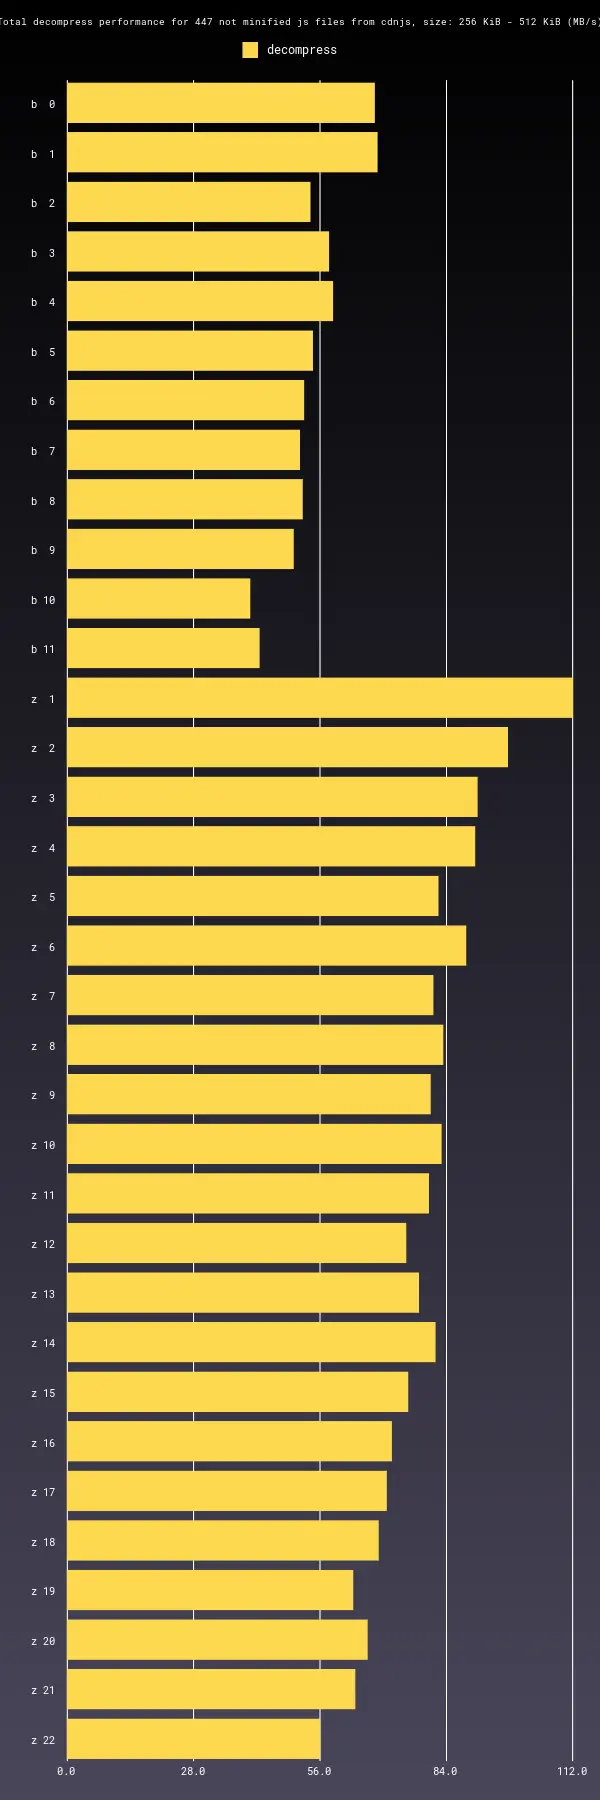 Total decompress performance for 447 not minified js files from cdnjs, size: 256 KiB - 512 KiB (MB/s)
decompress
b 0
b 1
b 2
b 3
b 4
b 5
b 6
b 7
b 8
b 9
b 10
b 11
z 1
z 2
z 3
z 4
z 5
z 6
z 7
z 8
z 9
z 10
z 11
z 12
z 13
z 14
z 15
z 16
z 17
z 18
z 19
z 20
z 21
z 22
0.0 28.0 56.0 84.0 112.0